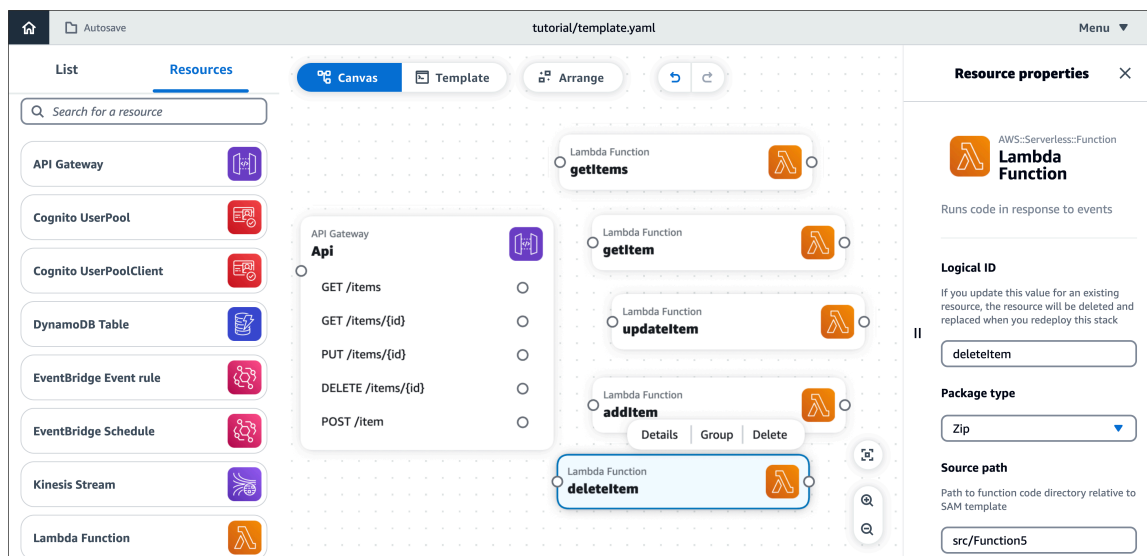 Autosave
tutorial/template.yaml
Menu
List
Resources
Search for a resource
API Gateway
Cognito UserPool
Cognito UserPoolClient
DynamoDB Table
EventBridge Event rule
EventBridge Schedule
Kinesis Stream
Lambda Function
Canvas
Template
Arrange
API Gateway
Api
GET /items
GET /items/{id}
PUT /items/{id}
DELETE /items/{id}
POST /item
Lambda Function
getItems
Lambda Function
getItem
Lambda Function
updateItem
Lambda Function
addItem
Details
Group
Delete
Lambda Function
deleteItem
Resource properties
AWS::Serverless::Function
Lambda
Function
Runs code in response to events
Logical ID
If you update this value for an existing
resource, the resource will be deleted and
replaced when you redeploy this stack
deleteItem
Package type
Zip
Source path
Path to function code directory relative to
SAM template
src/Function5